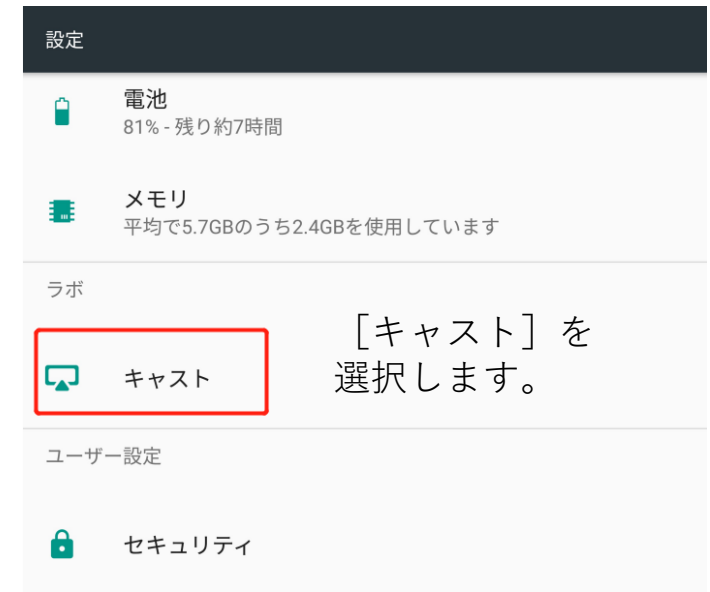 設定
電池
81% - 残り約7時間
メモリ
平均で5.7GBのうち2.4GBを使用しています
ラボ
キャスト
［キャスト］を
選択します。
ユーザー設定
セキュリティ